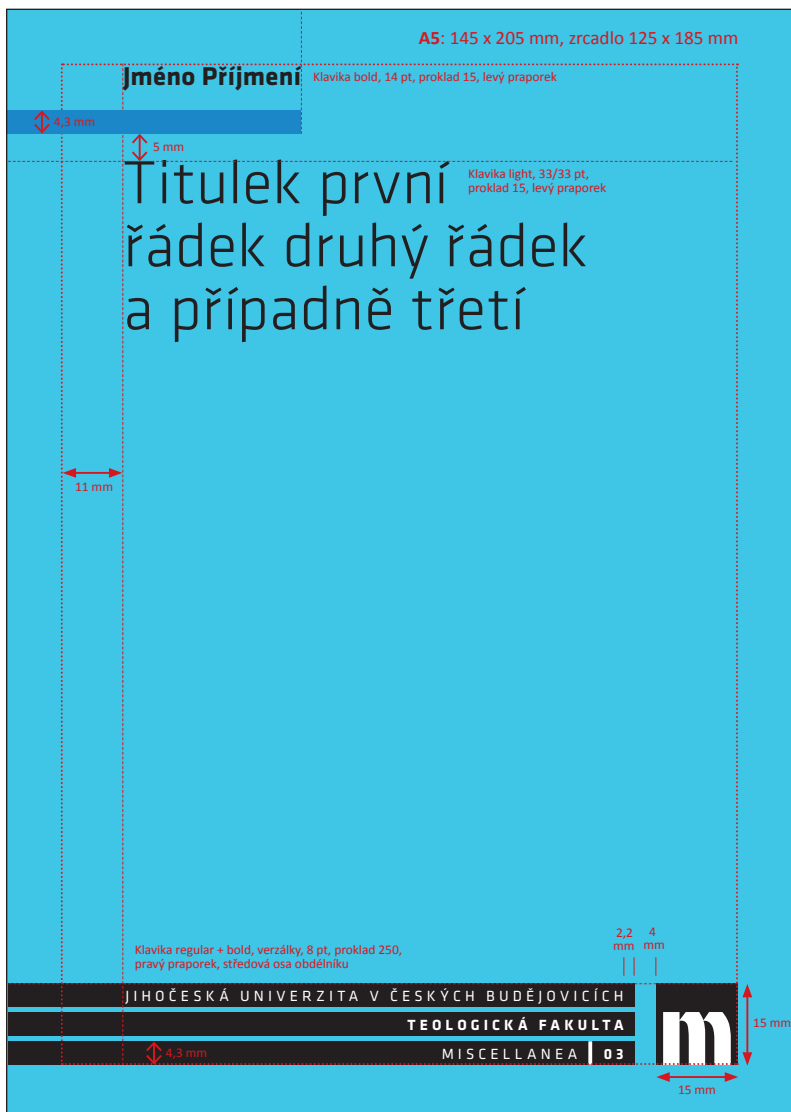 A5: 145 x 205 mm, zrcadlo 125 x 185 mm
Jméno Příjmení
Klavika bold, 14 pt, proklad 15, levý praporek
4,3 mm
5 mm
Titulek první
řádek druhý řádek
a případně třetí
Klavika light, 33/33 pt,
proklad 15, levý praporek
11 mm
Klavika regular + bold, verzálky, 8 pt, proklad 250,
pravý praporek, středová osa obdélníku
2,2
mm
4
mm
JIHOČESKÁ UNIVERZITA V ČESKÝCH BUDĚJOVICÍCH
TEOLOGICKÁ FAKULTA
4,3 mm
MISCELLANEA | 03
m
15 mm
15 mm